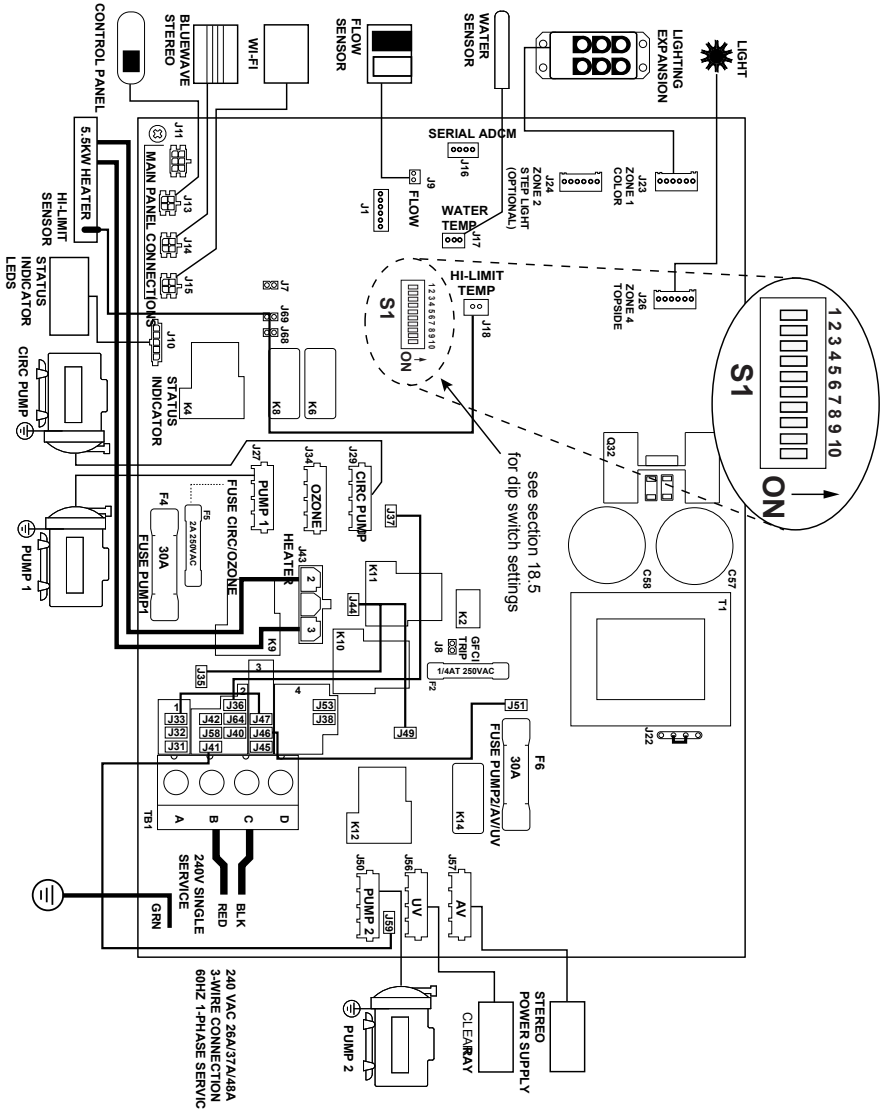 LIGHT
LIGHTING
EXPANSION
WATER
SENSOR
FLOW
SENSOR
WI-FI
BLUEWAVE
STEREO
CONTROL PANEL
J23
ZONE 1
COLOR
J24
ZONE 2
STEP LIGHT
(OPTIONAL)
J26
ZONE 4
TOPSIDE
SERIAL ADCM
J16
J17
WATER
TEMP
J9
FLOW
J1
J18
HI-LIMIT
TEMP
1 2 3 4 5 6 7 8 9 10
S1
ON
1 2 3 4 5 6 7 8 9 10
S1
ON
see section 18.5
for dip switch settings
J11
MAIN PANEL CONNECTIONS
J13
J14
J15
J7
J69
J68
J10
STATUS
INDICATOR
K4
K8
K6
5.5KW HEATER
HI-LIMIT
SENSOR
STATUS
INDICATOR
LEDS
CIRC PUMP
PUMP 1
J27
PUMP 1
J34
OZONE
J29
CIRC PUMP
J37
F4
30A
FUSE PUMP1
F5
2A 250VAC
FUSE CIRC/OZONE
HEATER
J43
2
3
K9
K11
J44
K10
J35
K2
GFCI
TRIP
J8
1/4AT 250VAC
F2
Q32
C58
C57
T1
J22
1
J33
J32
J31
2
J36
J42
J64
J58
J40
J41
3
J47
J46
J45
4
J53
J38
J49
J51
F6
30A
FUSE PUMP2/AV/UV
K14
K12
TB1
A
B
C
D
240V SINGLE
SERVICE
RED
BLK
GRN
J50
PUMP 2
J59
J56
UV
J57
AV
STEREO
POWER SUPPLY
CLEARRAY
PUMP 2
240 VAC 26A/37A/48A
3-WIRE CONNECTION
60HZ 1-PHASE SERVIC